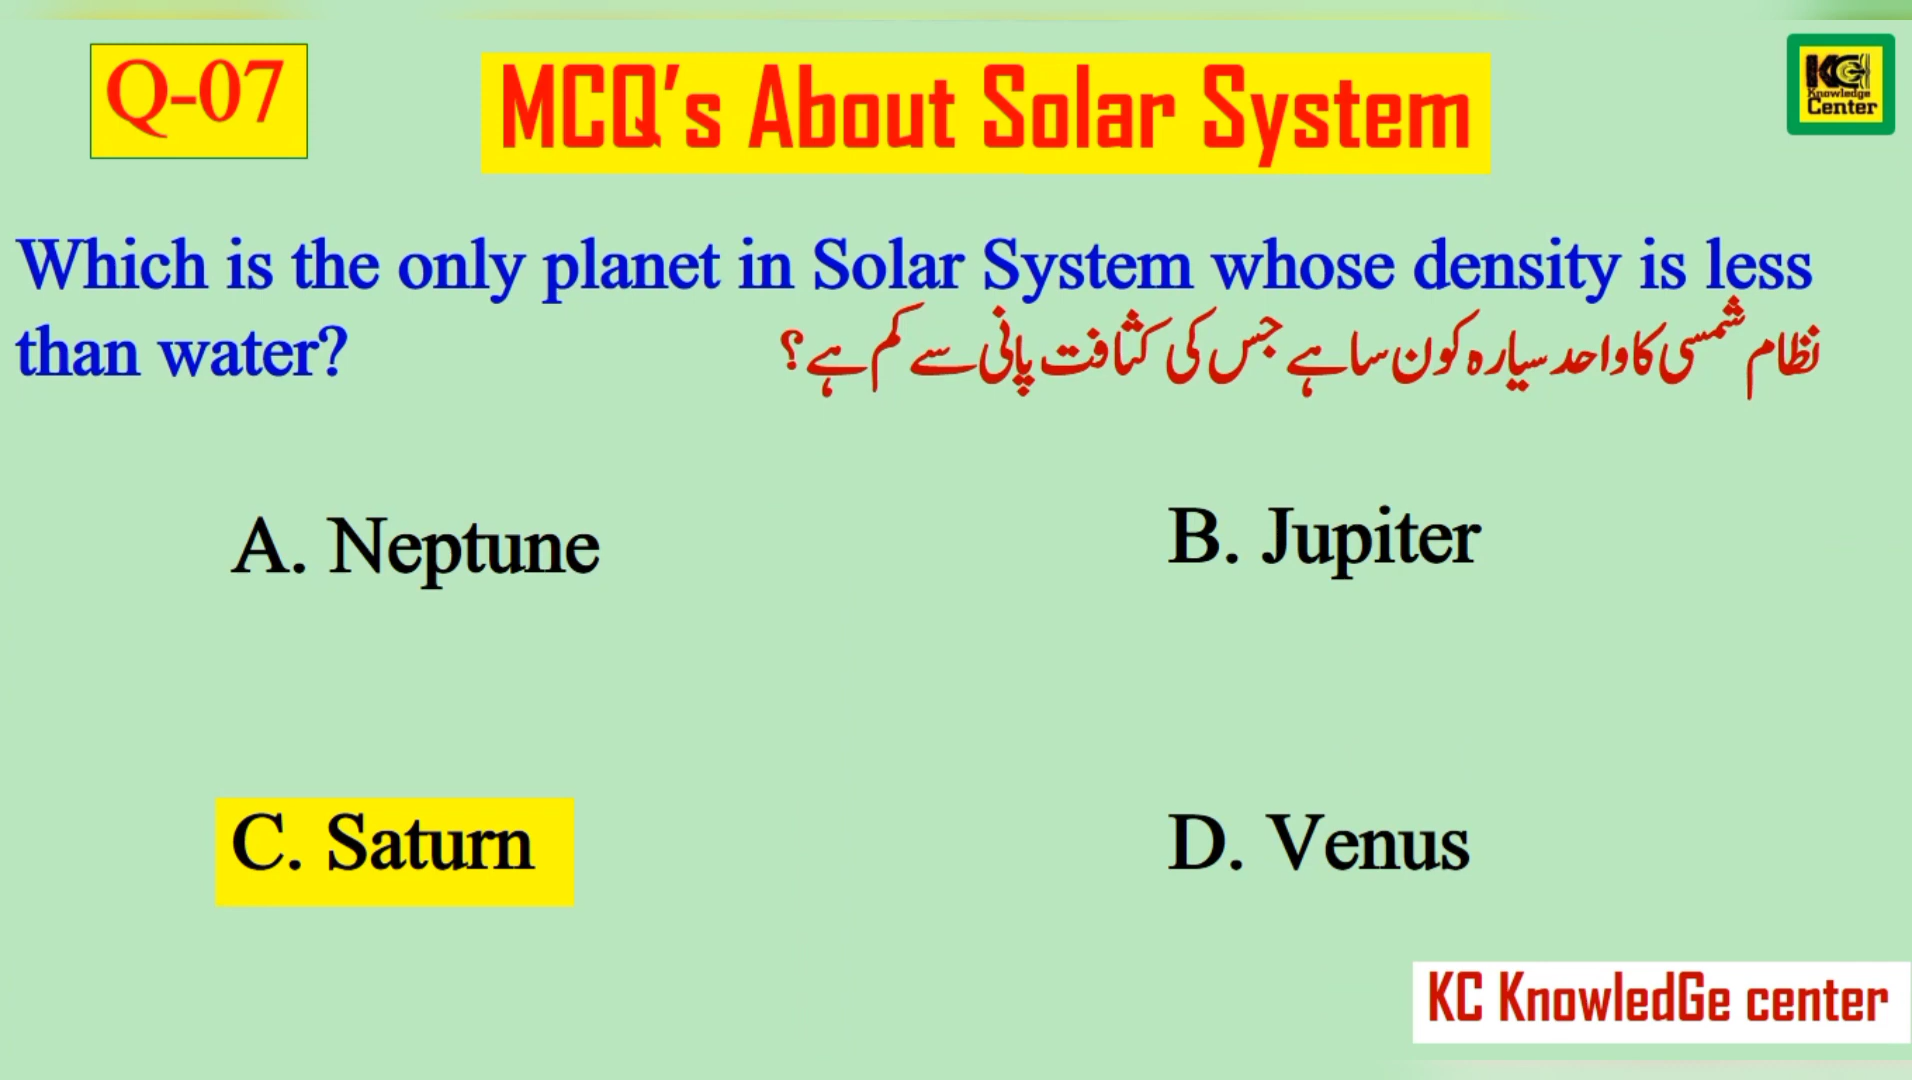 Q-07
MCQ's About Solar System
KC
Knowledge
Center
Which is the only planet in Solar System whose density is less
than water?
نظام شمسی کا واحد سیارہ کون سا ہے جس کی کثافت پانی سے کم ہے؟
A. Neptune
B. Jupiter
C. Saturn
D. Venus
KC KnowledGe center